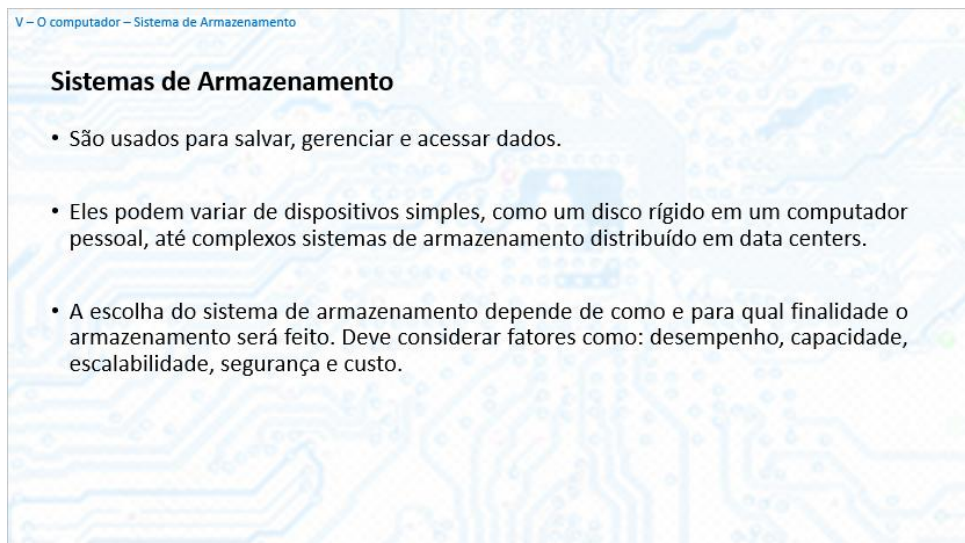 V – O computador – Sistema de Armazenamento
Sistemas de Armazenamento
• São usados para salvar, gerenciar e acessar dados.
• Eles podem variar de dispositivos simples, como um disco rígido em um computador
pessoal, até complexos sistemas de armazenamento distribuído em data centers.
• A escolha do sistema de armazenamento depende de como e para qual finalidade o
armazenamento será feito. Deve considerar fatores como: desempenho, capacidade,
escalabilidade, segurança e custo.